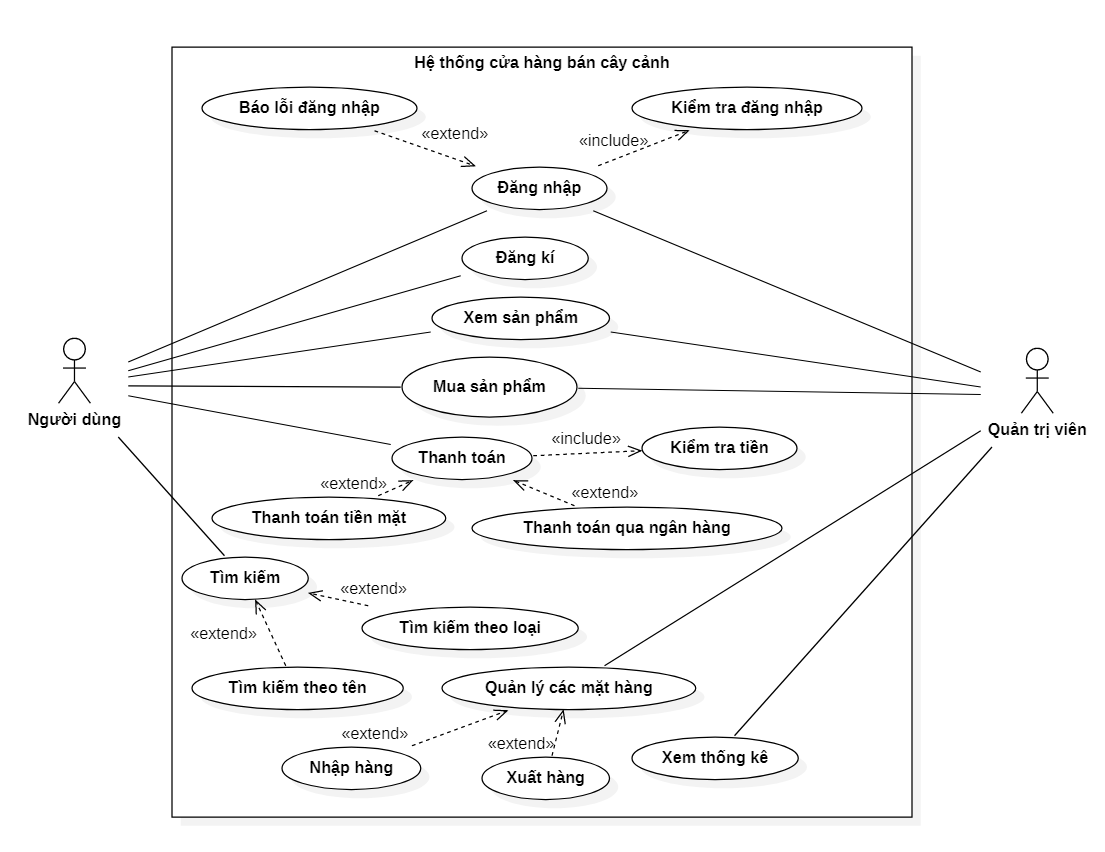 Hệ thống cửa hàng bán cây cảnh
Báo lỗi đăng nhập
Kiểm tra đăng nhập
«extend»
«include»
Đăng nhập
Đăng kí
Xem sản phẩm
Mua sản phẩm
Người dùng
Quản trị viên
Thanh toán
«include»
Kiểm tra tiền
«extend»
«extend»
Thanh toán tiền mặt
Thanh toán qua ngân hàng
Tìm kiếm
«extend»
Tìm kiếm theo loại
«extend»
Tìm kiếm theo tên
Quản lý các mặt hàng
«extend»
«extend»
Nhập hàng
Xuất hàng
Xem thống kê